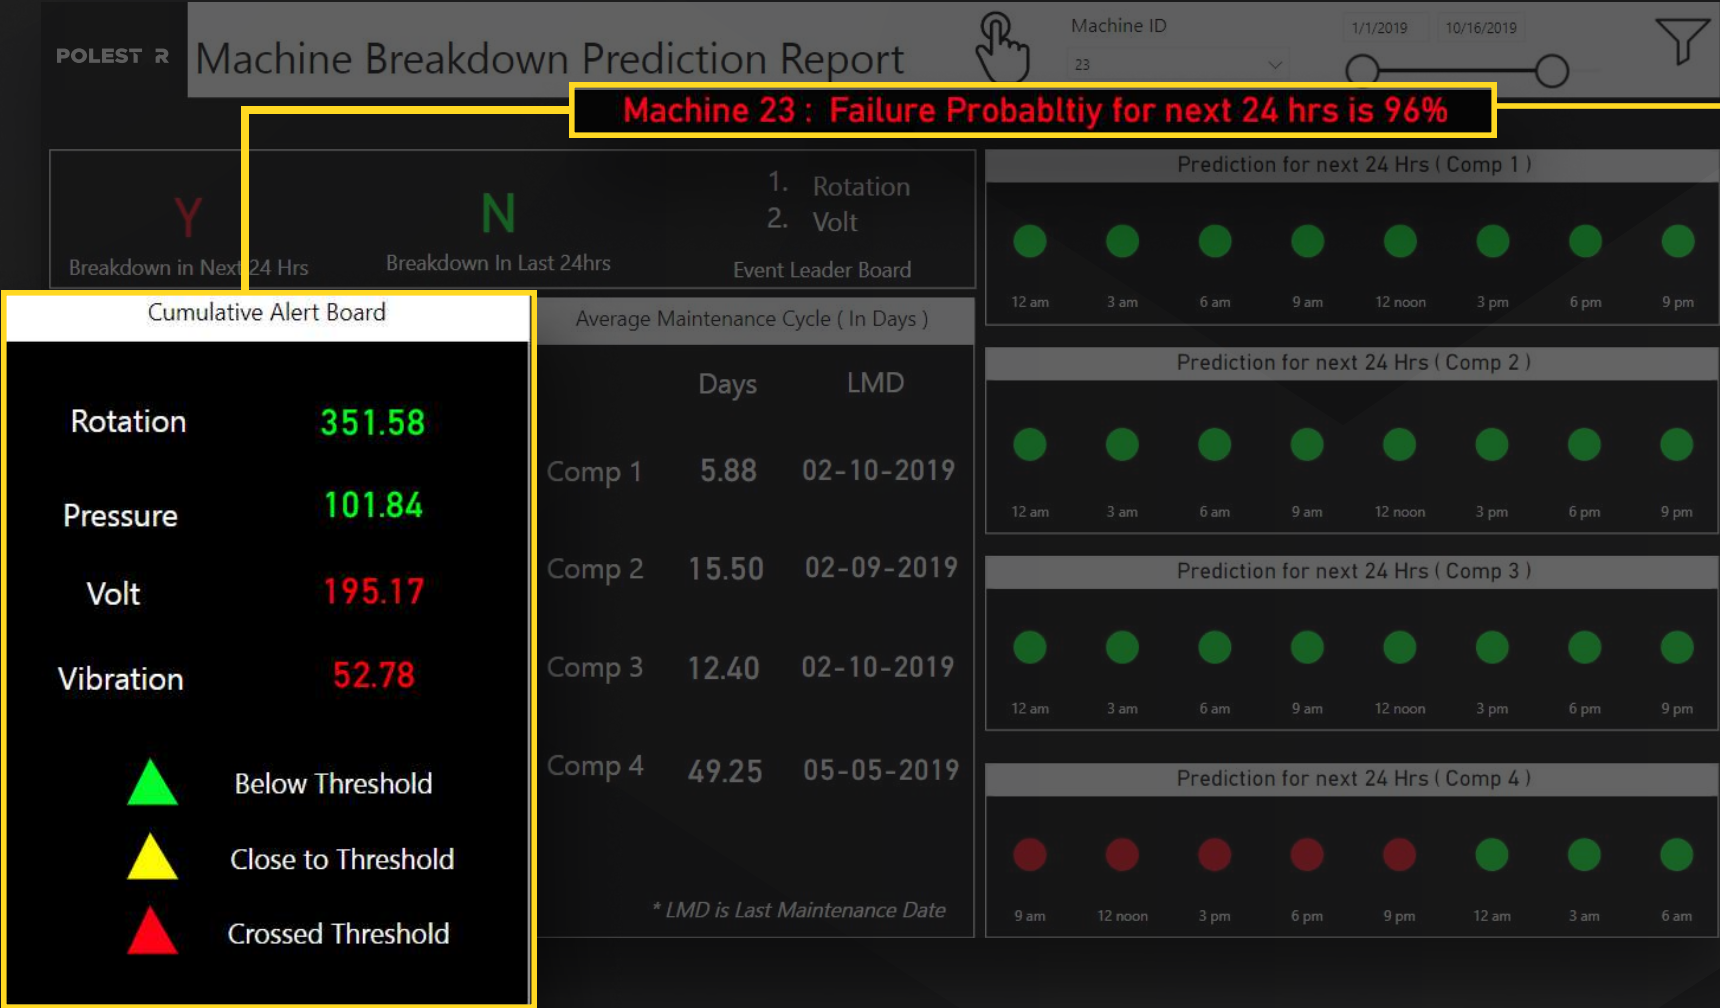 POLEST R
Machine Breakdown Prediction Report
Machine ID
23
1/1/2019 10/16/2019
Machine 23 : Failure Probabltiy for next 24 hrs is 96%
Y
Breakdown in Next 24 Hrs
N
Breakdown In Last 24hrs
1. Rotation
2. Volt
Event Leader Board
Cumulative Alert Board
Rotation 351.58
Pressure 101.84
Volt 195.17
Vibration 52.78
Below Threshold
Close to Threshold
Crossed Threshold
Average Maintenance Cycle ( In Days )
Days LMD
Comp 1 5.88 02-10-2019
Comp 2 15.50 02-09-2019
Comp 3 12.40 02-10-2019
Comp 4 49.25 05-05-2019
* LMD is Last Maintenance Date
Prediction for next 24 Hrs ( Comp 1 )
12 am 3 am 6 am 9 am 12 noon 3 pm 6 pm 9 pm
Prediction for next 24 Hrs ( Comp 2 )
12 am 3 am 6 am 9 am 12 noon 3 pm 6 pm 9 pm
Prediction for next 24 Hrs ( Comp 3 )
12 am 3 am 6 am 9 am 12 noon 3 pm 6 pm 9 pm
Prediction for next 24 Hrs ( Comp 4 )
9 am 12 noon 3 pm 6 pm 9 pm 12 am 3 am 6 am